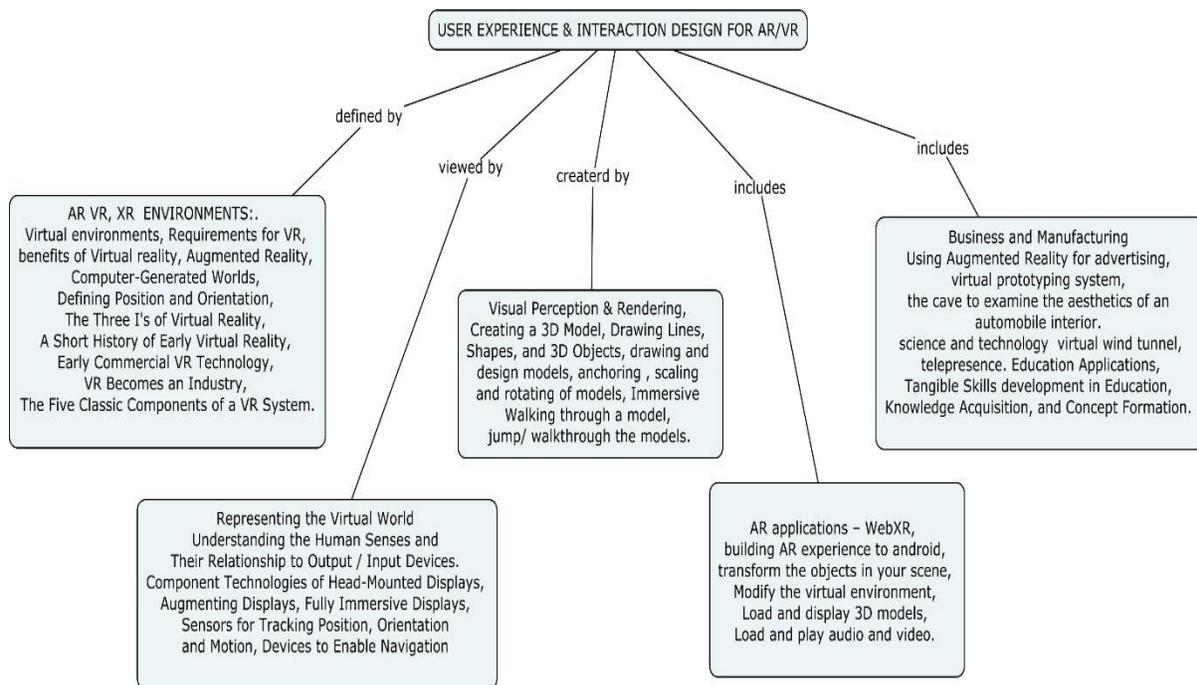 USER EXPERIENCE & INTERACTION DESIGN FOR AR/VR
defined by
viewed by
createrd by
includes
includes
AR VR, XR ENVIRONMENTS:.
Virtual environments, Requirements for VR,
benefits of Virtual reality, Augmented Reality,
Computer-Generated Worlds,
Defining Position and Orientation,
The Three I's of Virtual Reality,
A Short History of Early Virtual Reality,
Early Commercial VR Technology,
VR Becomes an Industry,
The Five Classic Components of a VR System.
Representing the Virtual World
Understanding the Human Senses and
Their Relationship to Output / Input Devices.
Component Technologies of Head-Mounted Displays,
Augmenting Displays, Fully Immersive Displays,
Sensors for Tracking Position, Orientation
and Motion, Devices to Enable Navigation
Visual Perception & Rendering,
Creating a 3D Model, Drawing Lines,
Shapes, and 3D Objects, drawing and
design models, anchoring , scaling
and rotating of models, Immersive
Walking through a model,
jump/ walkthrough the models.
AR applications – WebXR,
building AR experience to android,
transform the objects in your scene,
Modify the virtual environment,
Load and display 3D models,
Load and play audio and video.
Business and Manufacturing
Using Augmented Reality for advertising,
virtual prototyping system,
the cave to examine the aesthetics of an
automobile interior.
science and technology virtual wind tunnel,
telepresence. Education Applications,
Tangible Skills development in Education,
Knowledge Acquisition, and Concept Formation.